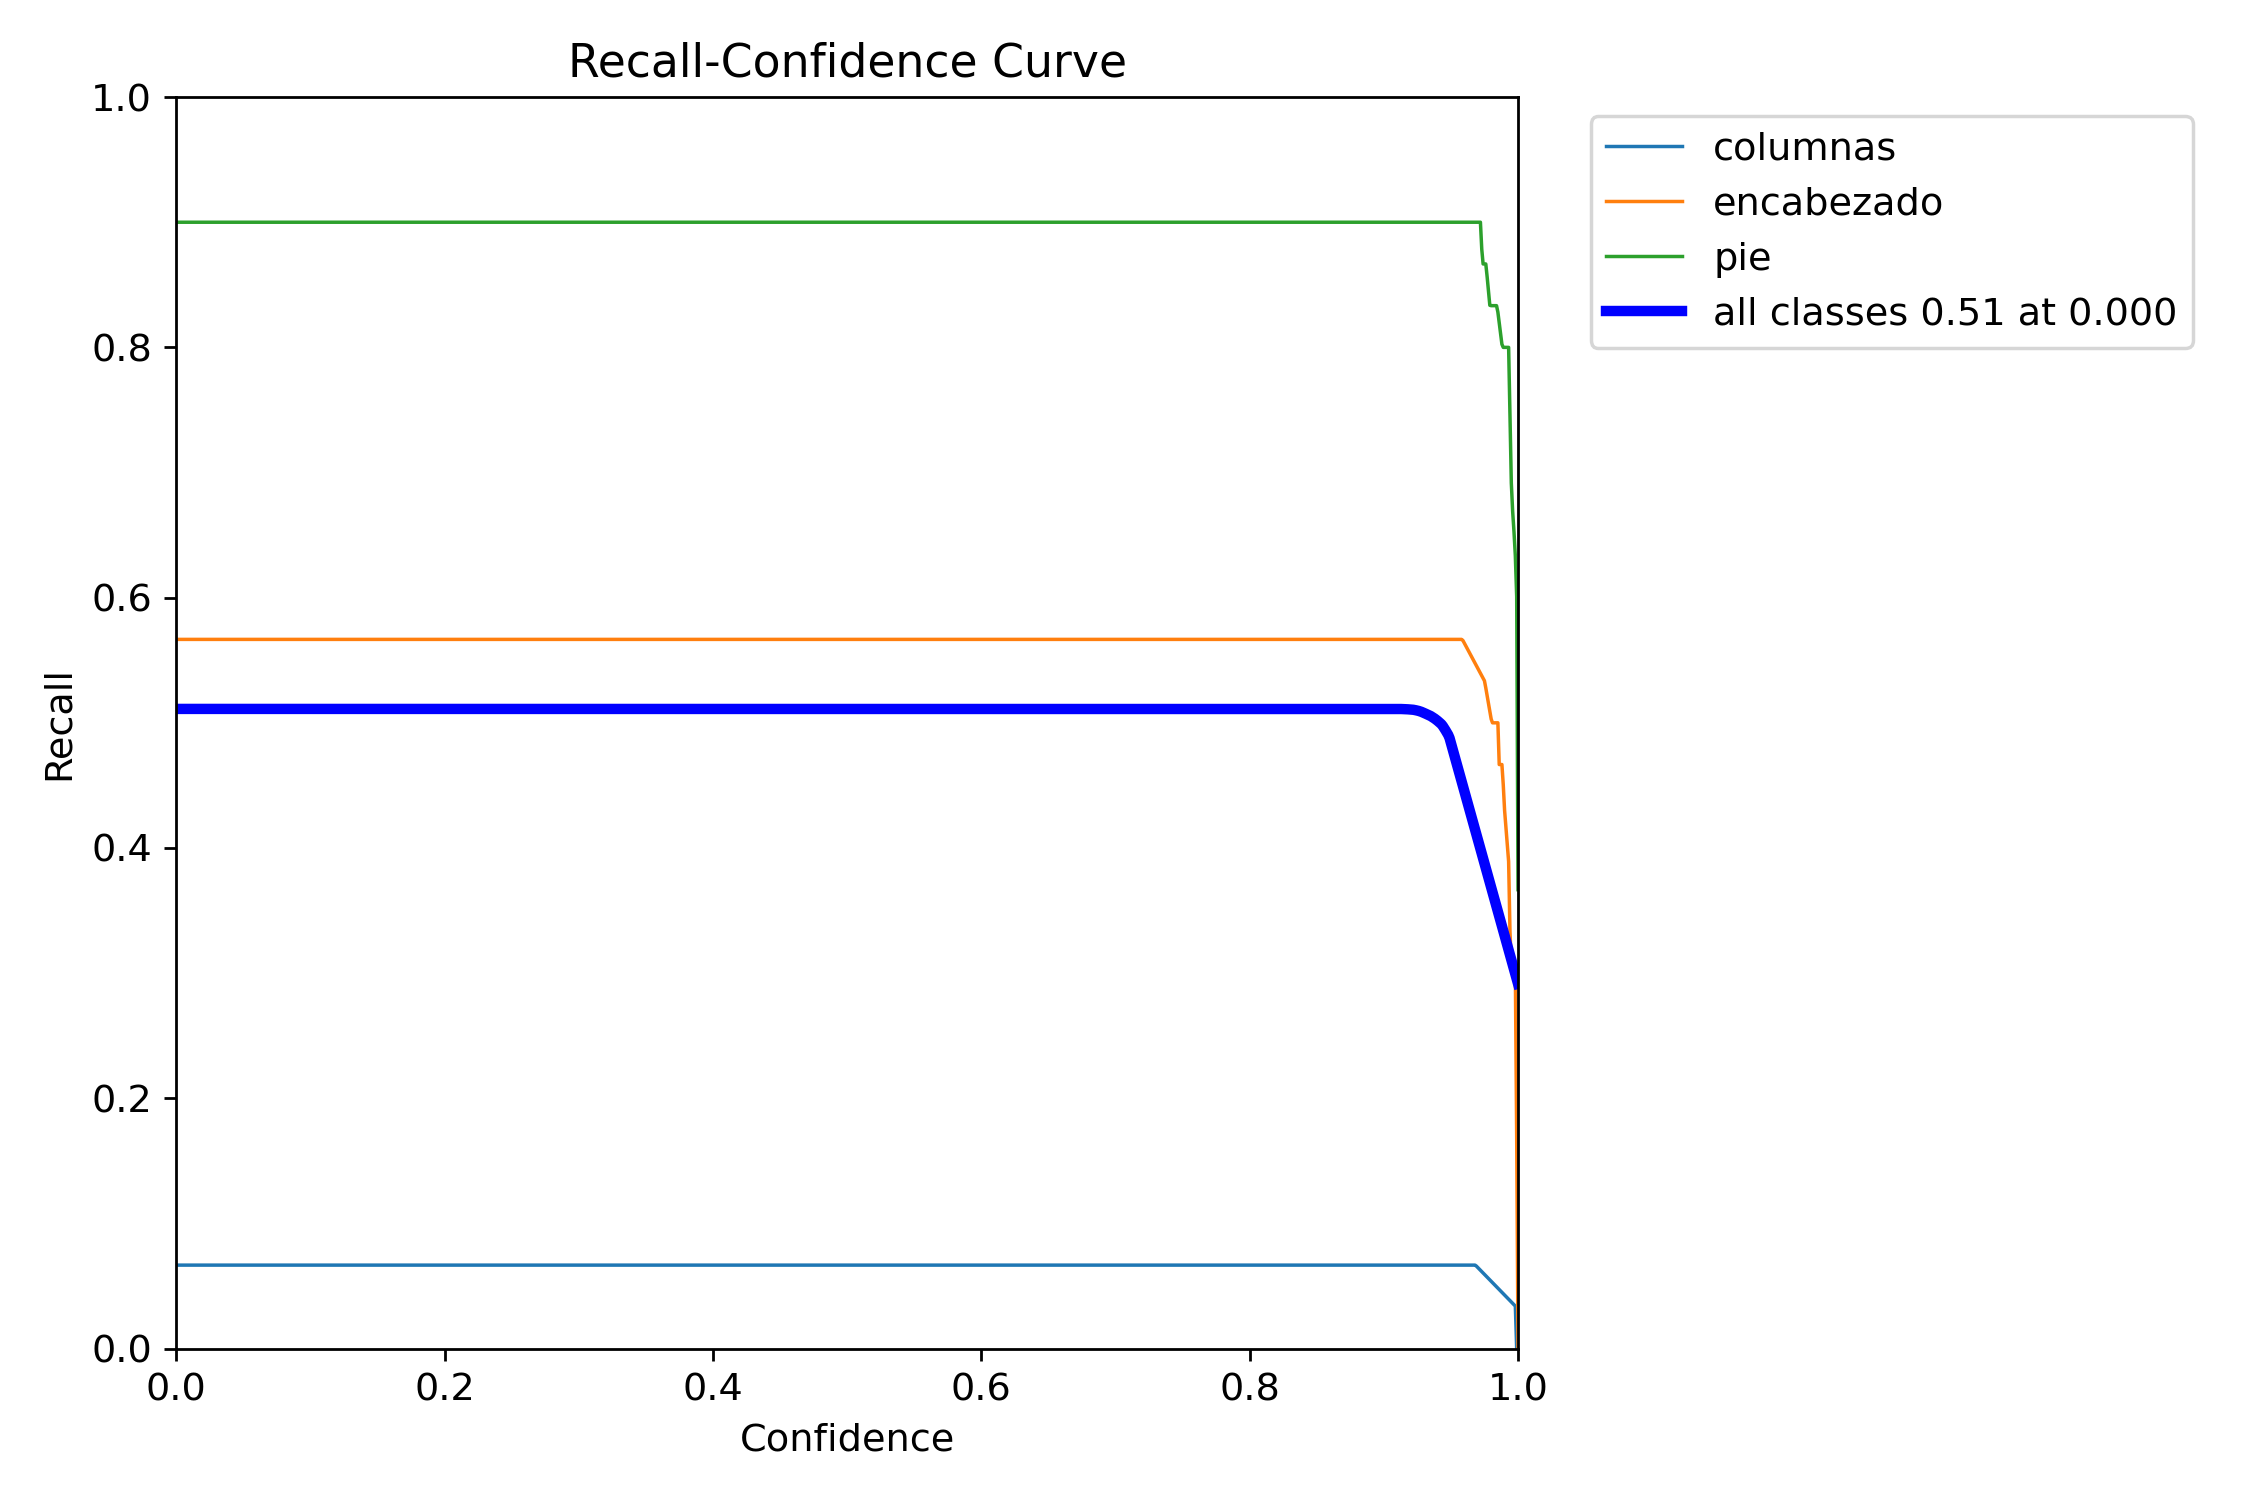 Recall-Confidence Curve
1.0
0.8
0.6
0.4
0.2
0.0
Recall
0.0 0.2 0.4 0.6 0.8 1.0
Confidence
columnas
encabezado
pie
all classes 0.51 at 0.000